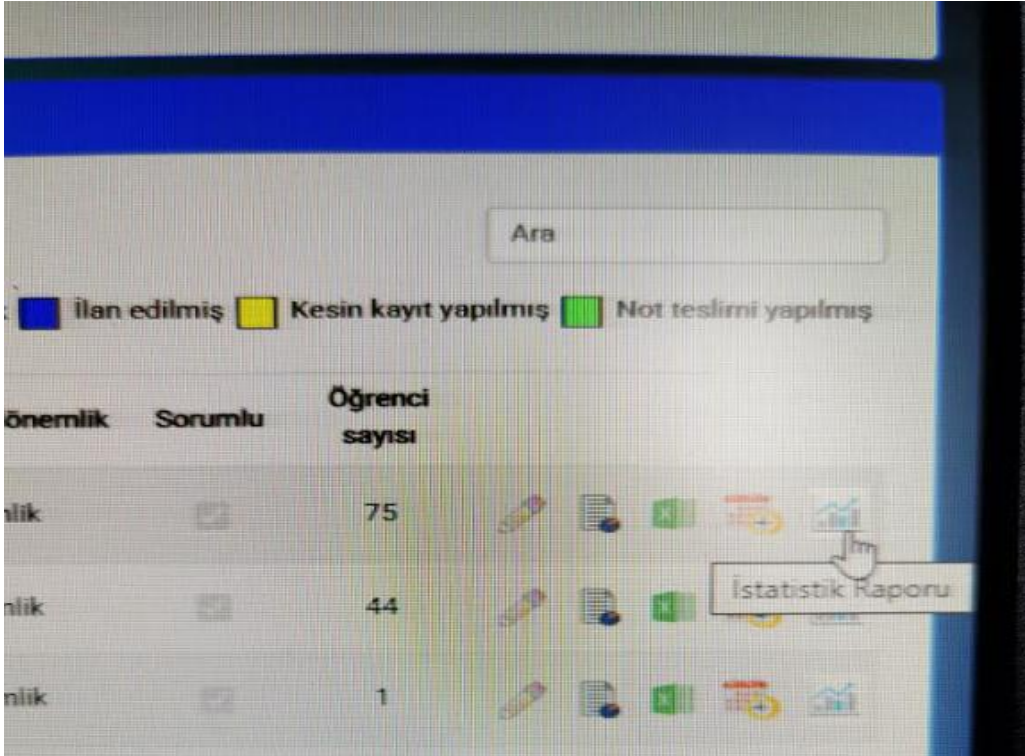 Ara
İlan edilmiş Kesin kayıt yapılmış Not teslimi yapılmış
önemlik Sorumlu Öğrenci sayısı
nlik 75
İstatistik Raporu
nlik 44
mlik 1